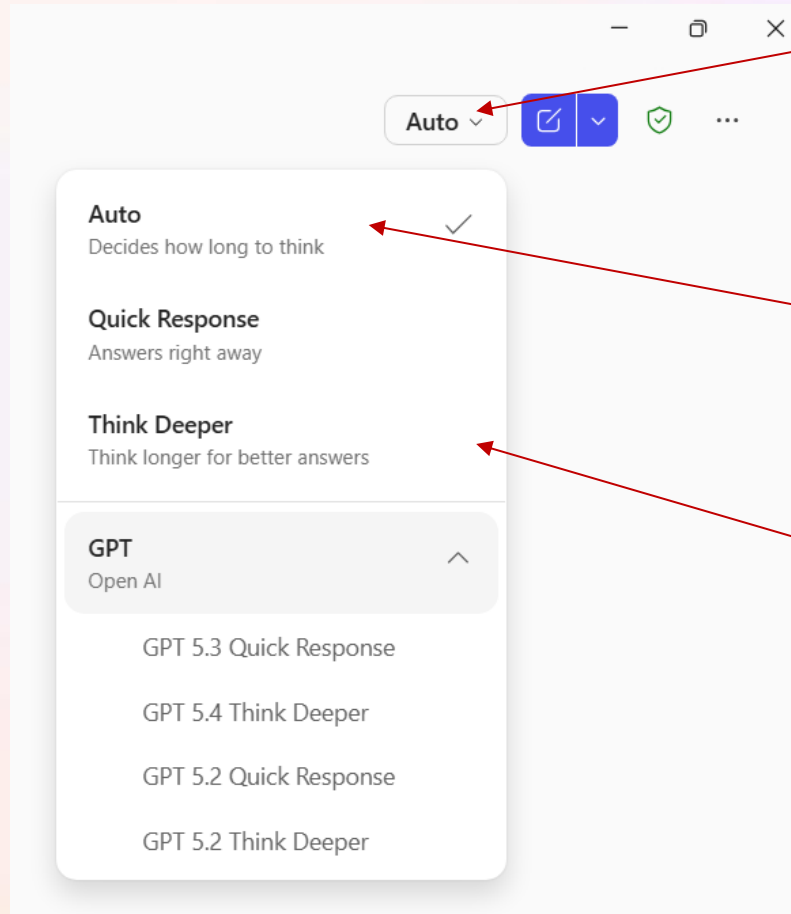 Auto
Auto
Decides how long to think
Quick Response
Answers right away
Think Deeper
Think longer for better answers
GPT
Open AI
GPT 5.3 Quick Response
GPT 5.4 Think Deeper
GPT 5.2 Quick Response
GPT 5.2 Think Deeper